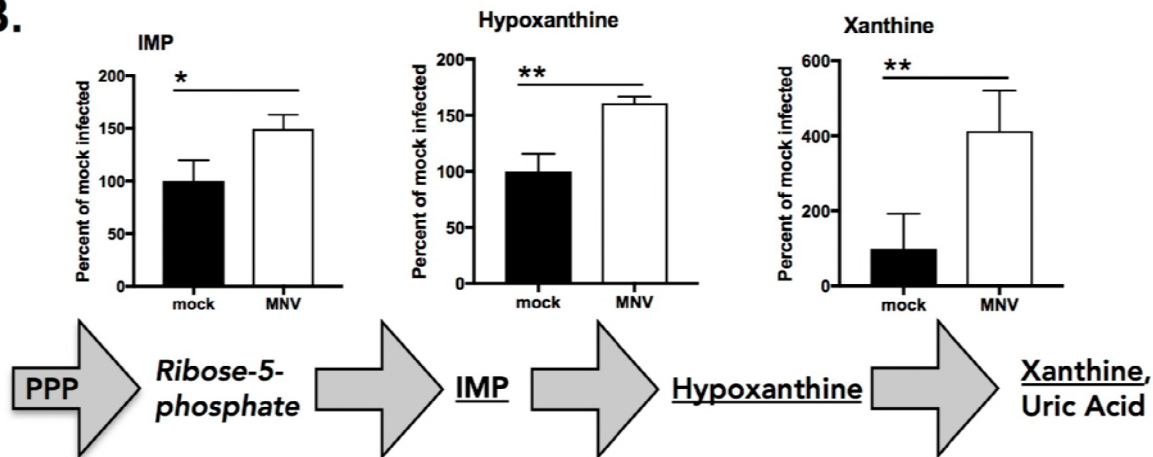 B.
IMP
Percent of mock infected
200
150
100
50
0
*
mock
MNV
Hypoxanthine
Percent of mock infected
200
150
100
50
0
**
mock
MNV
Xanthine
Percent of mock infected
600
400
200
0
**
mock
MNV
PPP
Ribose-5-
phosphate
IMP
Hypoxanthine
Xanthine,
Uric Acid